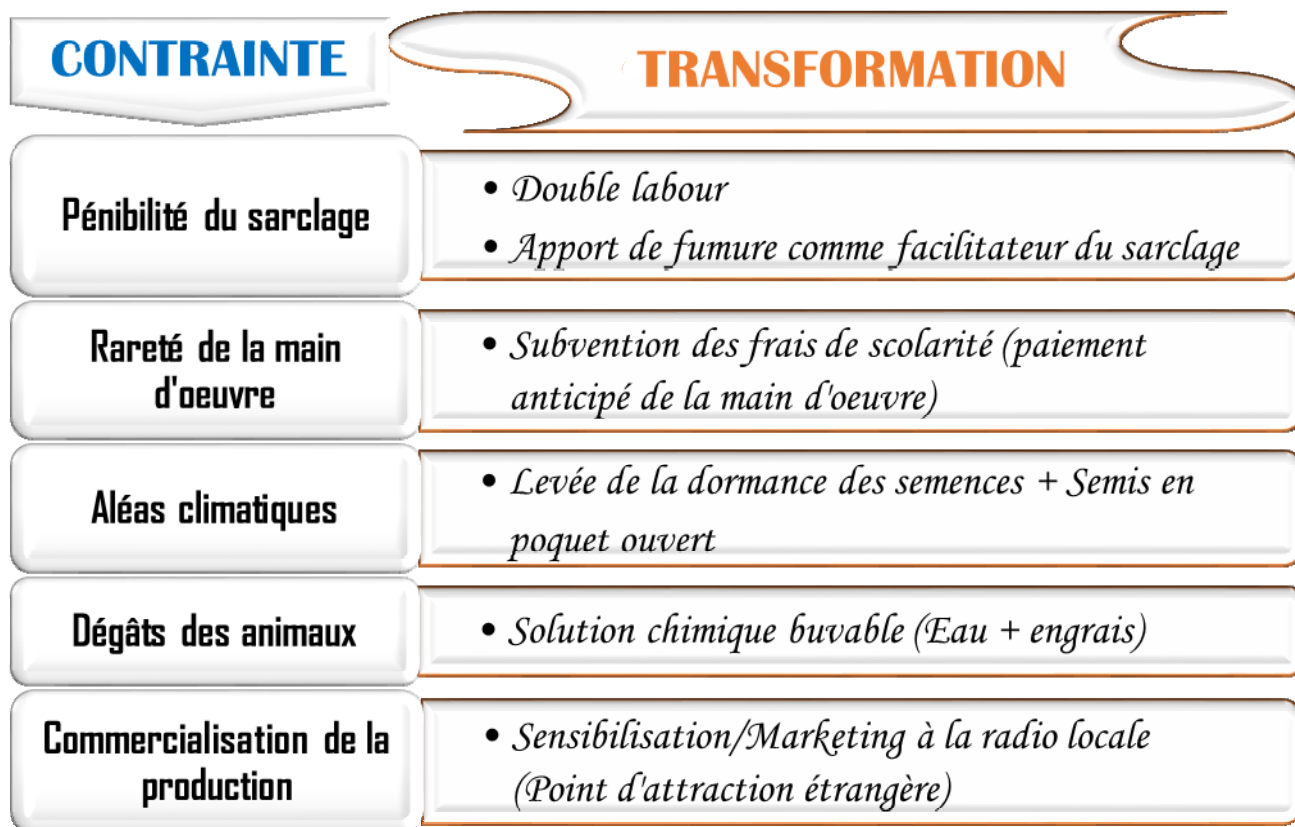 CONTRAINTE
TRANSFORMATION
Pénibilité du sarclage
• Double labour
• Apport de fumure comme facilitateur du sarclage
Rareté de la main
d'oeuvre
• Subvention des frais de scolarité (paiement
anticipé de la main d'oeuvre)
Aléas climatiques
• Levée de la dormance des semences + Semis en
poquet ouvert
Dégâts des animaux
• Solution chimique buvable (Eau + engrais)
Commercialisation de la
production
• Sensibilisation/Marketing à la radio locale
(Point d'attraction étrangère)